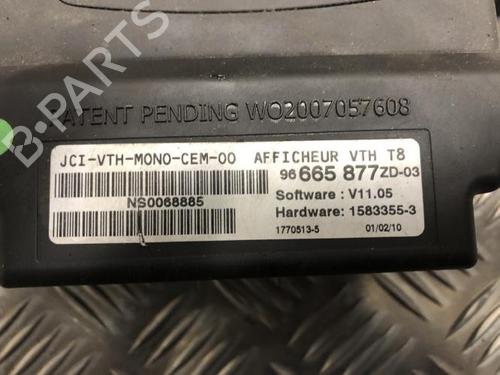 B-PARTS
ATENT PENDING WO2007057608
JCI-VTH-MONO-CEM-00 AFFICHEUR VTH T8
96 665 877ZD-03
NS0068885
Software : V11.05
Hardware: 1583355-3
1770513-5 01/02/10